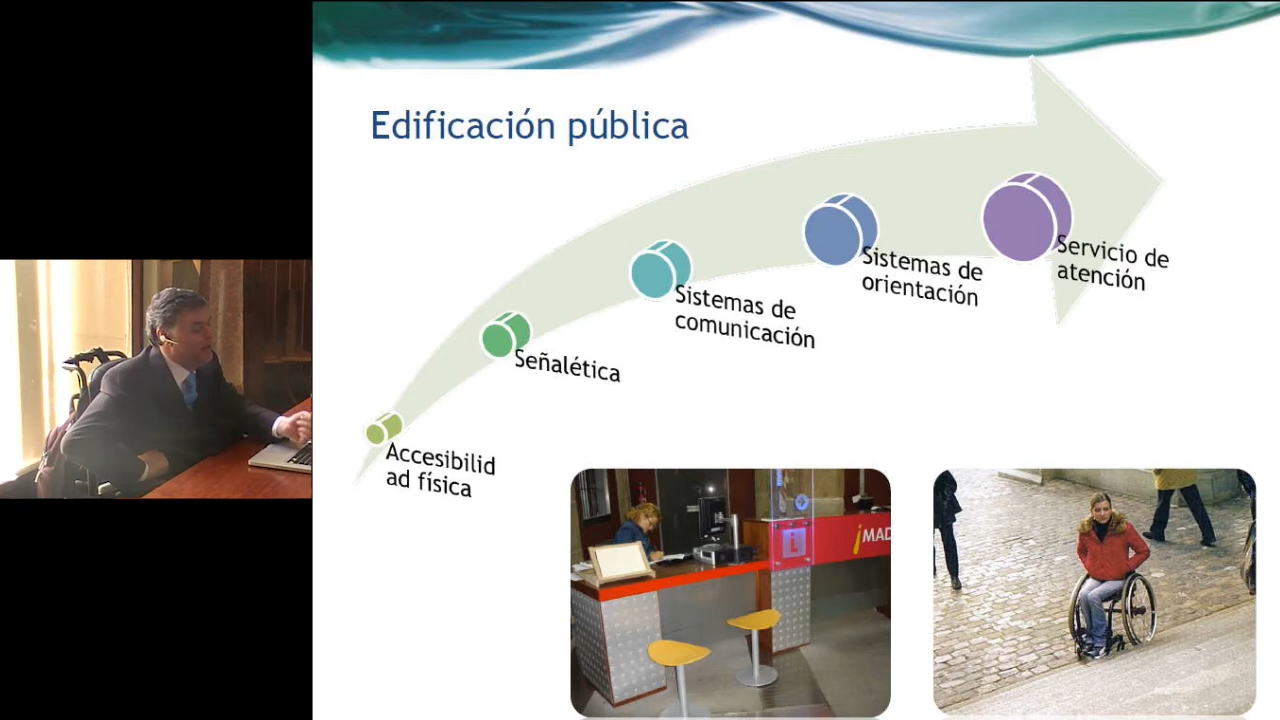 Edificación pública
Accesibilid
ad física
Señalética
Sistemas de
comunicación
Sistemas de
orientación
Servicio de
atención
i
¡MAD